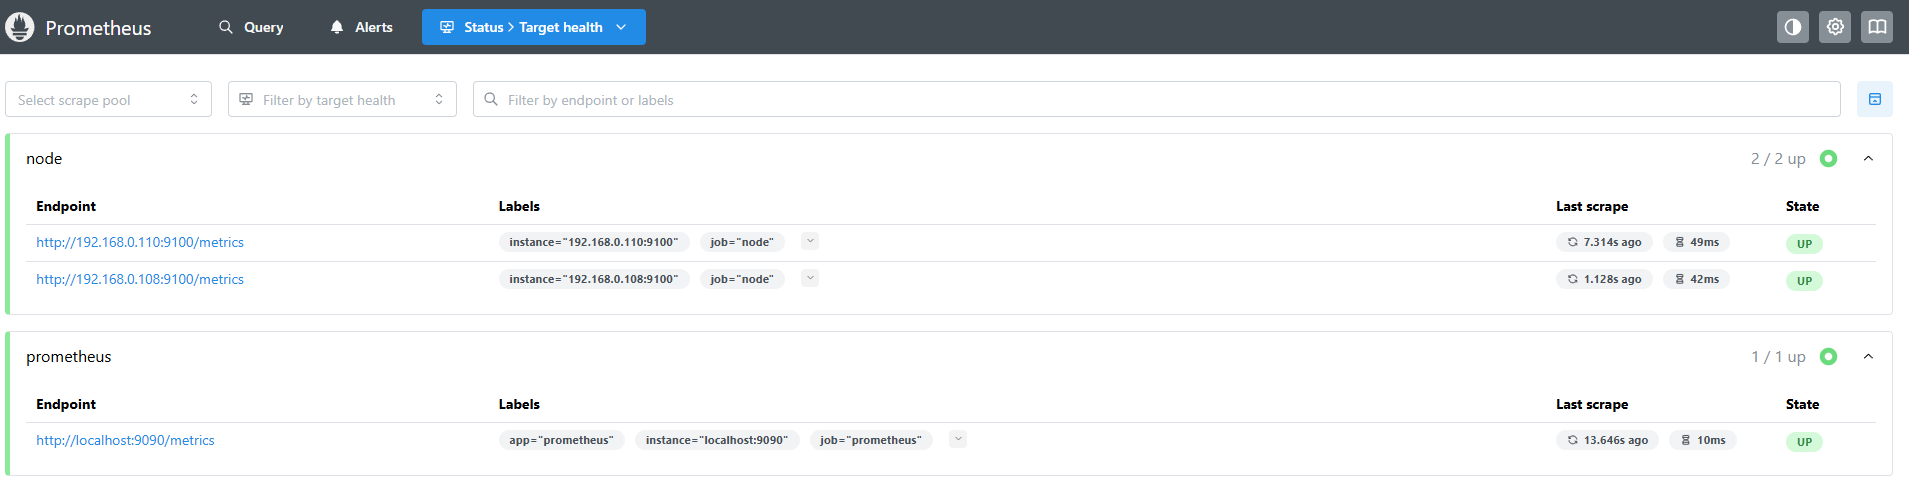 Prometheus Query Alerts Status > Target health
Select scrape pool Filter by target health Filter by endpoint or labels
node 2 / 2 up
Endpoint Labels Last scrape State
http://192.168.0.110:9100/metrics instance="192.168.0.110:9100" job="node" 7.314s ago 49ms UP
http://192.168.0.108:9100/metrics instance="192.168.0.108:9100" job="node" 1.128s ago 42ms UP
prometheus 1 / 1 up
Endpoint Labels Last scrape State
http://localhost:9090/metrics app="prometheus" instance="localhost:9090" job="prometheus" 13.646s ago 10ms UP